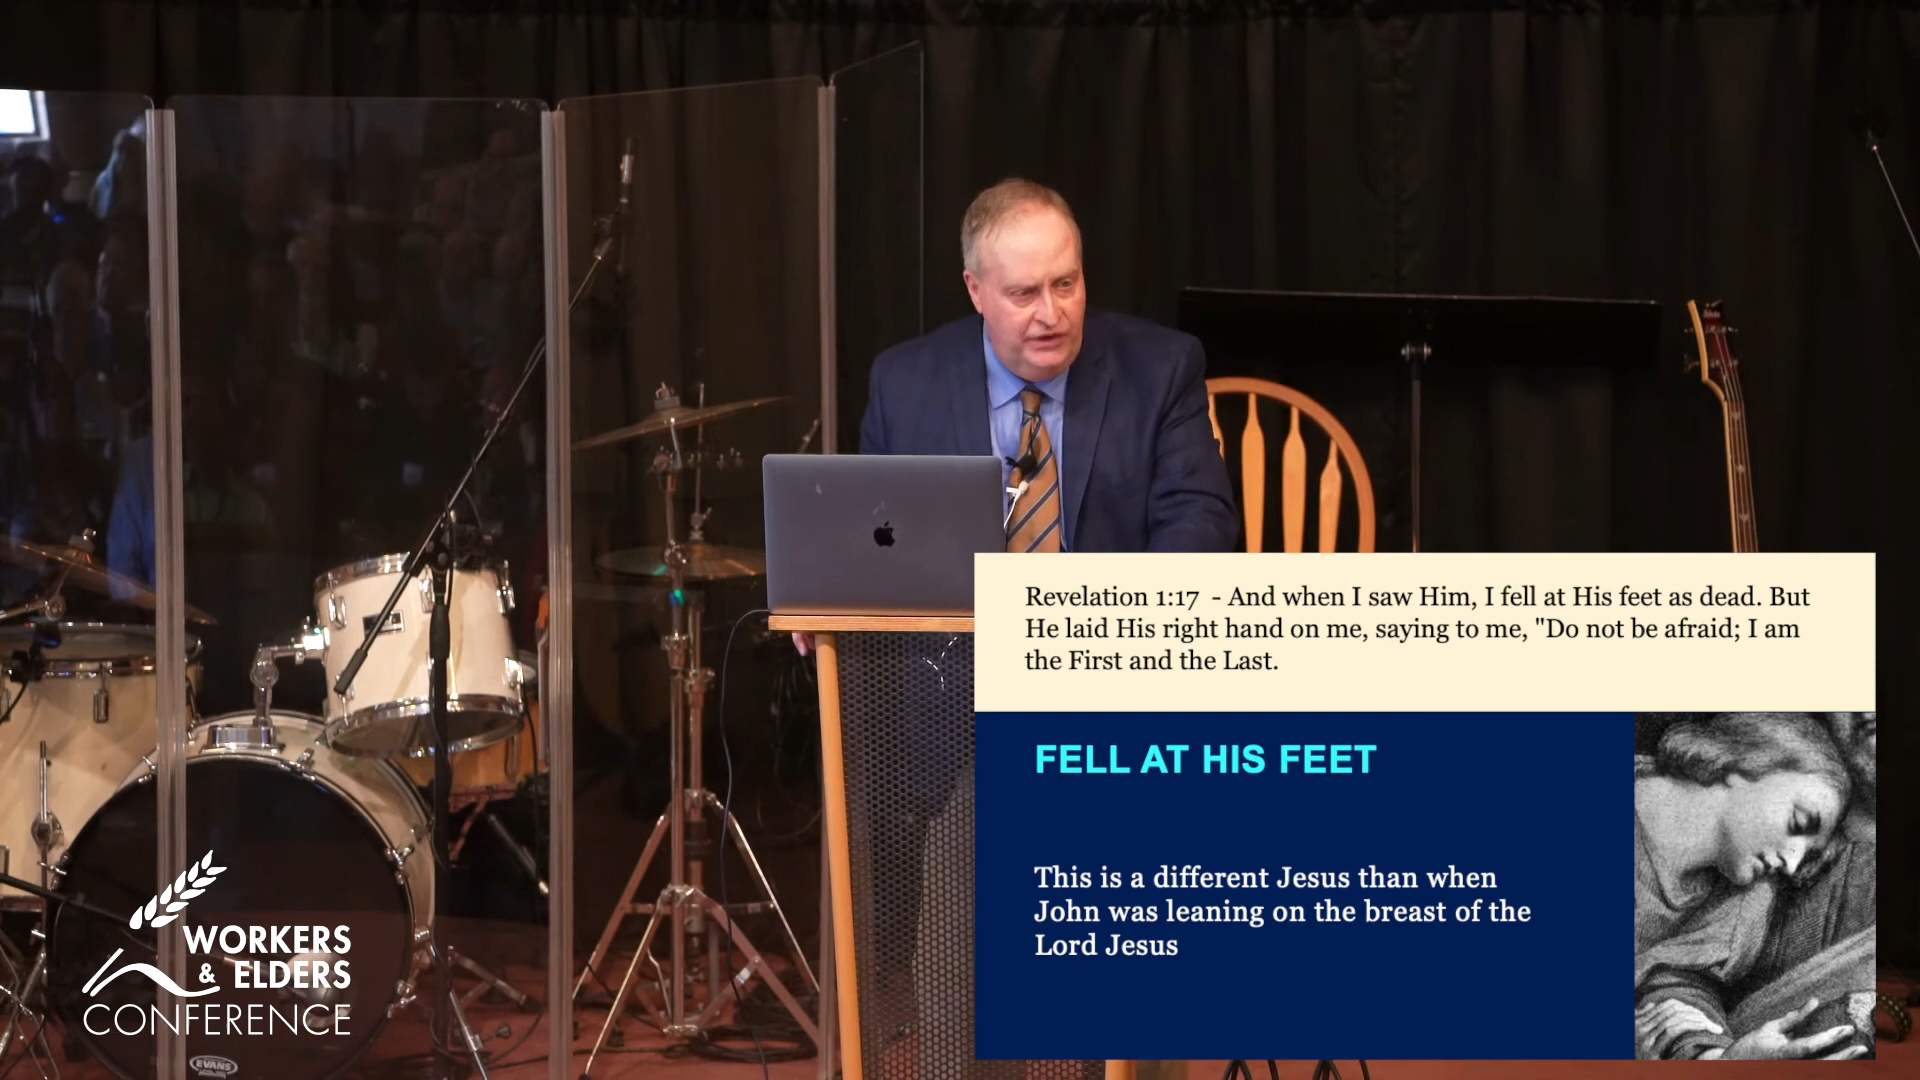 Revelation 1:17  - And when I saw Him, I fell at His feet as dead. But
He laid His right hand on me, saying to me, "Do not be afraid; I am
the First and the Last.
FELL AT HIS FEET
This is a different Jesus than when
John was leaning on the breast of the
Lord Jesus
WORKERS
& ELDERS
CONFERENCE
EVANS